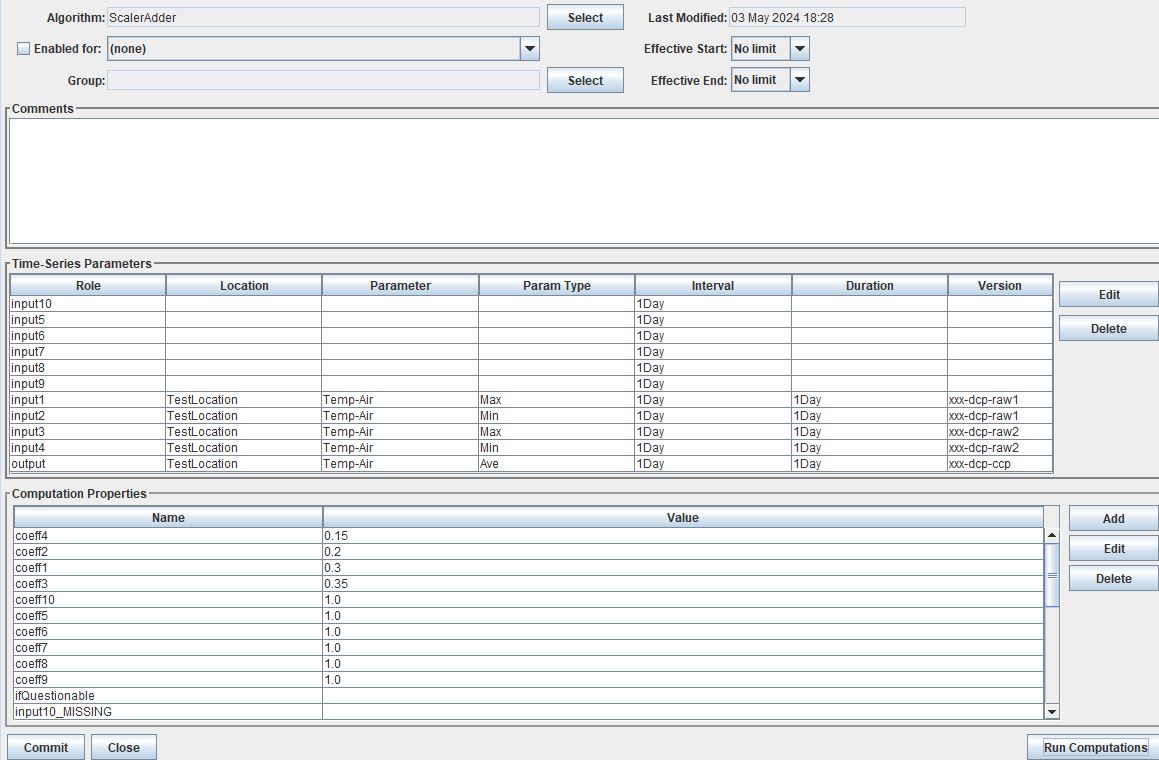 Algorithm: ScalerAdder Select Last Modified: 03 May 2024 18:28
Enabled for: (none) Effective Start: No limit
Group: Select Effective End: No limit
Comments
Time-Series Parameters
Role Location Parameter Param Type Interval Duration Version
input10 1Day
Edit
input5 1Day
input6 1Day
Delete
input7 1Day
input8 1Day
input9 1Day
input1 TestLocation Temp-Air Max 1Day 1Day xxx-dcp-raw1
input2 TestLocation Temp-Air Min 1Day 1Day xxx-dcp-raw1
input3 TestLocation Temp-Air Max 1Day 1Day xxx-dcp-raw2
input4 TestLocation Temp-Air Min 1Day 1Day xxx-dcp-raw2
output TestLocation Temp-Air Ave 1Day 1Day xxx-dcp-ccp
Computation Properties
Name Value Add
coeff4 0.15
coeff2 0.2 Edit
coeff1 0.3
coeff3 0.35 Delete
coeff10 1.0
coeff5 1.0
coeff6 1.0
coeff7 1.0
coeff8 1.0
coeff9 1.0
ifQuestionable
input10_MISSING
Commit Close Run Computations